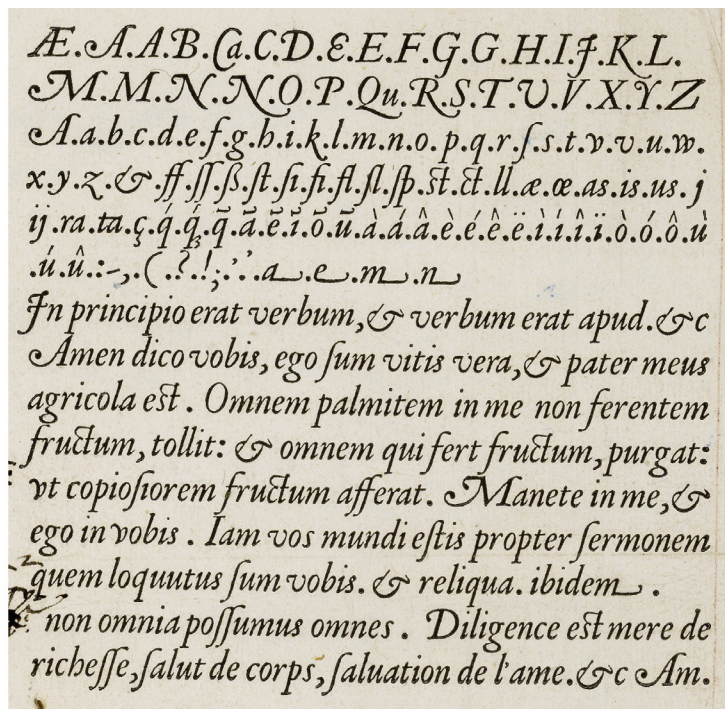 Æ.A.A.B.Ca.C.D.E.E.F.G.G.H.I.J.K.L.
M.M.N.N.O.P.Qu.R.S.T.U.V.X.Y.Z
A.a.b.c.d.e.f.g.h.i.k.l.m.n.o.p.q.r.ſ.s.t.v.v.u.w.
x.y.z.&.ff.ſſ.ß.ſt.ſi.fi.fl.ſl.ſp.st.ct.ll.æ.œ.as.is.us.j
ij.ra.ta.ç.q́.q̨́.q̄.ā.ē.ī.ō.ū.à.á.â.è.é.ê.ë.ì.í.î.ï.ò.ó.ô.ù
.ú.û.:-,.(.?.!;.'.'.a.e.m.n
In principio erat verbum,& verbum erat apud.&c
Amen dico vobis, ego ſum vitis vera,& pater meus
agricola est. Omnem palmitem in me non ferentem
fructum, tollit: & omnem qui fert fructum, purgat:
vt copioſiorem fructum afferat. Manete in me,&
ego in vobis. Iam vos mundi eſtis propter ſermonem
quem loquutus ſum vobis. & reliqua. ibidem.
non omnia poſſumus omnes. Diligence est mere de
richeſſe, ſalut de corps, ſaluation de l'ame.&c Am.